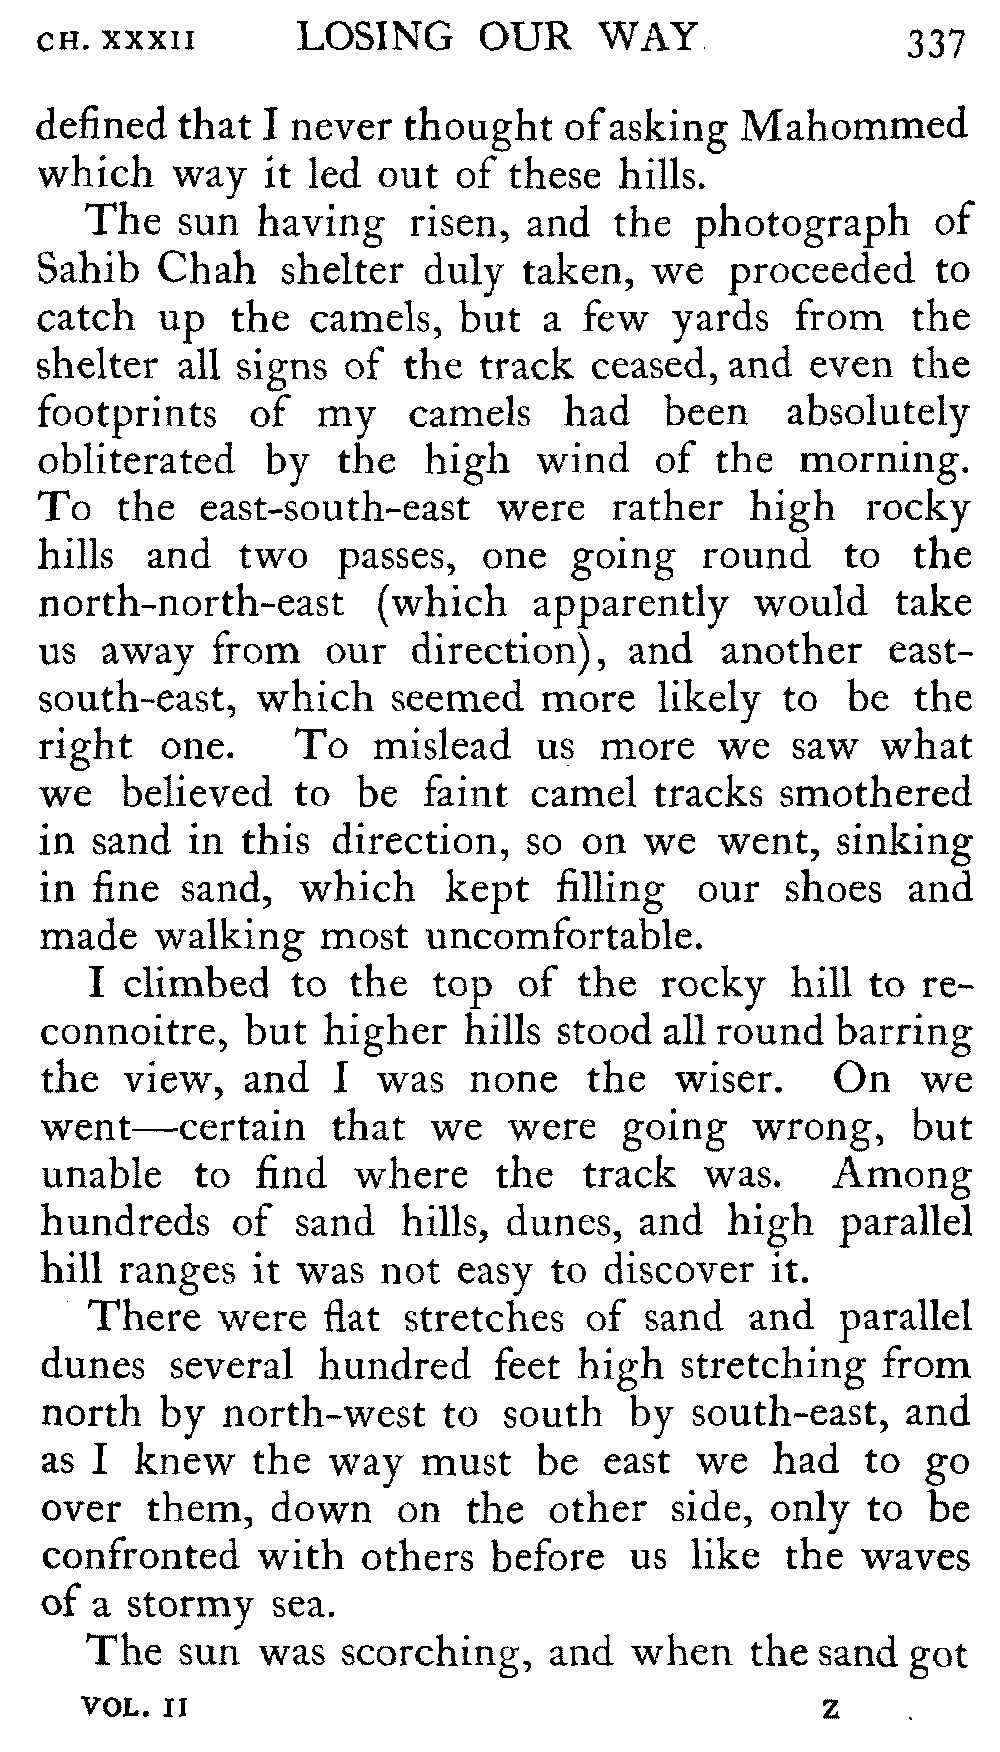 CH. XXXII LOSING OUR WAY 337
defined that I never thought of asking Mahommed
which way it led out of these hills.
The sun having risen, and the photograph of
Sahib Chah shelter duly taken, we proceeded to
catch up the camels, but a few yards from the
shelter all signs of the track ceased, and even the
footprints of my camels had been absolutely
obliterated by the high wind of the morning.
To the east-south-east were rather high rocky
hills and two passes, one going round to the
north-north-east (which apparently would take
us away from our direction), and another east-
south-east, which seemed more likely to be the
right one. To mislead us more we saw what
we believed to be faint camel tracks smothered
in sand in this direction, so on we went, sinking
in fine sand, which kept filling our shoes and
made walking most uncomfortable.
I climbed to the top of the rocky hill to re-
connoitre, but higher hills stood all round barring
the view, and I was none the wiser. On we
went—certain that we were going wrong, but
unable to find where the track was. Among
hundreds of sand hills, dunes, and high parallel
hill ranges it was not easy to discover it.
There were flat stretches of sand and parallel
dunes several hundred feet high stretching from
north by north-west to south by south-east, and
as I knew the way must be east we had to go
over them, down on the other side, only to be
confronted with others before us like the waves
of a stormy sea.
The sun was scorching, and when the sand got
VOL. II Z